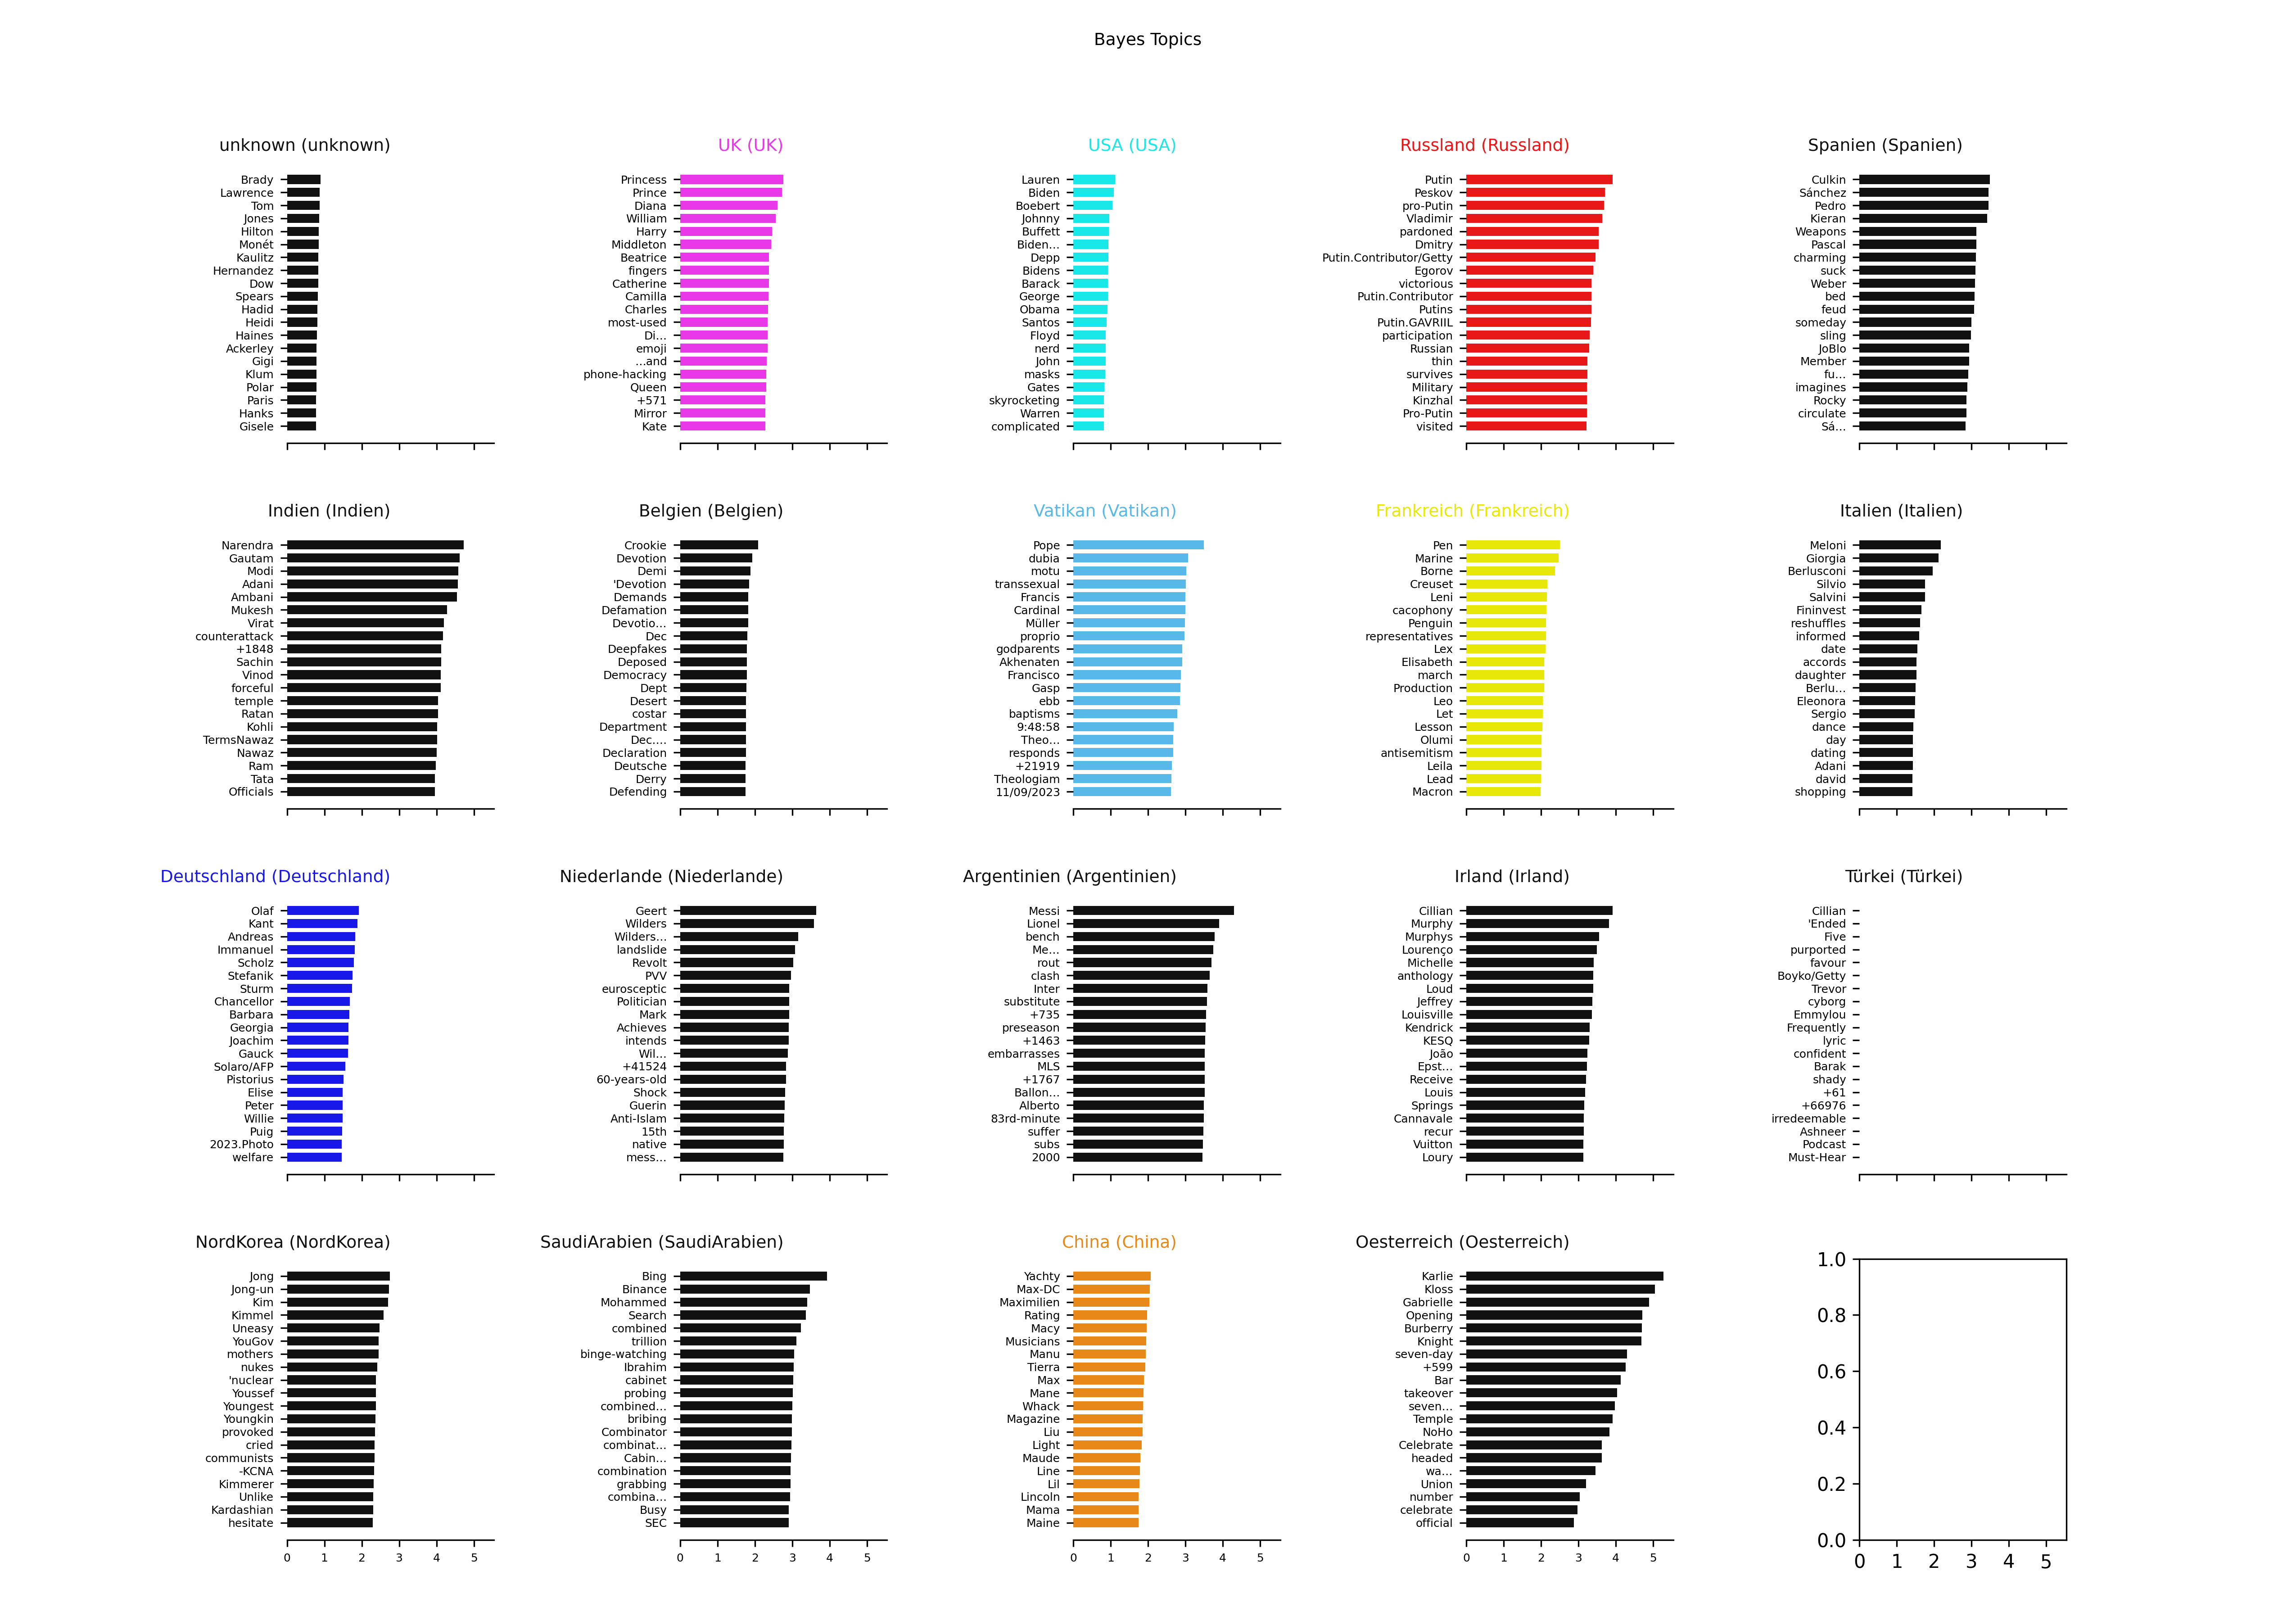 Bayes Topics
unknown (unknown)
Brady
Lawrence
Tom
Jones
Hilton
Monét
Kaulitz
Hernandez
Dow
Spears
Hadid
Heidi
Haines
Ackerley
Gigi
Klum
Polar
Paris
Hanks
Gisele
UK (UK)
Princess
Prince
Diana
William
Harry
Middleton
Beatrice
fingers
Catherine
Camilla
Charles
most-used
Di...
emoji
...and
phone-hacking
Queen
+571
Mirror
Kate
USA (USA)
Lauren
Biden
Boebert
Johnny
Buffett
Biden...
Depp
Bidens
Barack
George
Obama
Santos
Floyd
nerd
John
masks
Gates
skyrocketing
Warren
complicated
Russland (Russland)
Putin
Peskov
pro-Putin
Vladimir
pardoned
Dmitry
Putin.Contributor/Getty
Egorov
victorious
Putin.Contributor
Putins
Putin.GAVRIIL
participation
Russian
thin
survives
Military
Kinzhal
Pro-Putin
visited
Spanien (Spanien)
Culkin
Sánchez
Pedro
Kieran
Weapons
Pascal
charming
suck
Weber
bed
feud
someday
sling
JoBlo
Member
fu...
imagines
Rocky
circulate
Sá...
Indien (Indien)
Narendra
Gautam
Modi
Adani
Ambani
Mukesh
Virat
counterattack
+1848
Sachin
Vinod
forceful
temple
Ratan
Kohli
TermsNawaz
Nawaz
Ram
Tata
Officials
Belgien (Belgien)
Crookie
Devotion
Demi
'Devotion
Demands
Defamation
Devotio...
Dec
Deepfakes
Deposed
Democracy
Dept
Desert
costar
Department
Dec....
Declaration
Deutsche
Derry
Defending
Vatikan (Vatikan)
Pope
dubia
motu
transsexual
Francis
Cardinal
Müller
proprio
godparents
Akhenaten
Francisco
Gasp
ebb
baptisms
9:48:58
Theo...
responds
+21919
Theologiam
11/09/2023
Frankreich (Frankreich)
Pen
Marine
Borne
Creuset
Leni
cacophony
Penguin
representatives
Lex
Elisabeth
march
Production
Leo
Let
Lesson
Olumi
antisemitism
Leila
Lead
Macron
Italien (Italien)
Meloni
Giorgia
Berlusconi
Silvio
Salvini
Fininvest
reshuffles
informed
date
accords
daughter
Berlu...
Eleonora
Sergio
dance
day
dating
Adani
david
shopping
Deutschland (Deutschland)
Olaf
Kant
Andreas
Immanuel
Scholz
Stefanik
Sturm
Chancellor
Barbara
Georgia
Joachim
Gauck
Solaro/AFP
Pistorius
Elise
Peter
Willie
Puig
2023.Photo
welfare
Niederlande (Niederlande)
Geert
Wilders
Wilders...
landslide
Revolt
PVV
eurosceptic
Politician
Mark
Achieves
intends
Wil...
+41524
60-years-old
Shock
Guerin
Anti-Islam
15th
native
mess...
Argentinien (Argentinien)
Messi
Lionel
bench
Me...
rout
clash
Inter
substitute
+735
preseason
+1463
embarrasses
MLS
+1767
Ballon...
Alberto
83rd-minute
suffer
subs
2000
Irland (Irland)
Cillian
Murphy
Murphys
Lourenço
Michelle
anthology
Loud
Jeffrey
Louisville
Kendrick
KESQ
João
Epst...
Receive
Louis
Springs
Cannavale
recur
Vuitton
Loury
Türkei (Türkei)
Cillian
'Ended
Five
purported
favour
Boyko/Getty
Trevor
cyborg
Emmylou
Frequently
lyric
confident
Barak
shady
+61
+66976
irredeemable
Ashneer
Podcast
Must-Hear
NordKorea (NordKorea)
Jong
Jong-un
Kim
Kimmel
Uneasy
YouGov
mothers
nukes
'nuclear
Youssef
Youngest
Youngkin
provoked
cried
communists
-KCNA
Kimmerer
Unlike
Kardashian
hesitate
0 1 2 3 4 5
SaudiArabien (SaudiArabien)
Bing
Binance
Mohammed
Search
combined
trillion
binge-watching
Ibrahim
cabinet
probing
combined...
bribing
Combinator
combinat...
Cabin...
combination
grabbing
combina...
Busy
SEC
0 1 2 3 4 5
China (China)
Yachty
Max-DC
Maximilien
Rating
Macy
Musicians
Manu
Tierra
Max
Mane
Whack
Magazine
Liu
Light
Maude
Line
Lil
Lincoln
Mama
Maine
0 1 2 3 4 5
Oesterreich (Oesterreich)
Karlie
Kloss
Gabrielle
Opening
Burberry
Knight
seven-day
+599
Bar
takeover
seven...
Temple
NoHo
Celebrate
headed
wa...
Union
number
celebrate
official
0 1 2 3 4 5
1.0
0.8
0.6
0.4
0.2
0.0
0 1 2 3 4 5